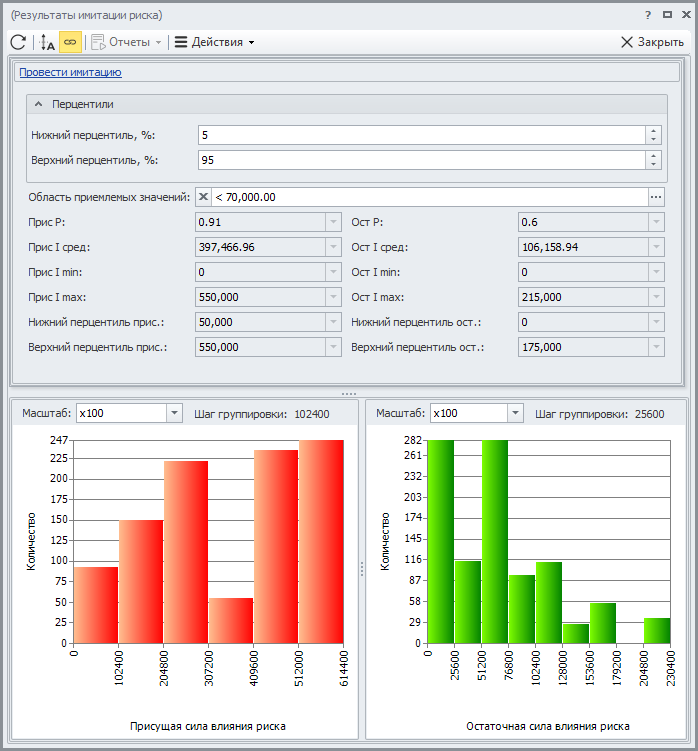 (Результаты имитации риска)
Отчеты
Действия
Закрыть
Провести имитацию
Перцентили
Нижний перцентиль, %: 5
Верхний перцентиль, %: 95
Область приемлемых значений: < 70,000.00
Прис P: 0.91 Ост P: 0.6
Прис I сред: 397,466.96 Ост I сред: 106,158.94
Прис I min: 0 Ост I min: 0
Прис I max: 550,000 Ост I max: 215,000
Нижний перцентиль прис.: 50,000 Нижний перцентиль ост.: 0
Верхний перцентиль прис.: 550,000 Верхний перцентиль ост.: 175,000
Масштаб: x100 Шаг группировки: 102400
Количество
247
225
200
175
150
125
100
75
50
25
0
0 102400 204800 307200 409600 512000 614400
Присущая сила влияния риска
Масштаб: x100 Шаг группировки: 25600
Количество
282
261
232
203
174
145
116
87
58
29
0
0 25600 51200 76800 102400 128000 153600 179200 204800 230400
Остаточная сила влияния риска